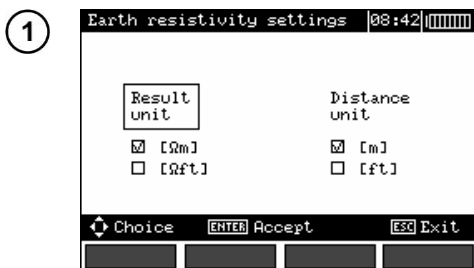 1
Earth resistivity settings 08:42
Result unit
Distance unit
☑ [Ωm]
☐ [Ωft]
☑ [m]
☐ [ft]
Choice ENTER Accept ESC Exit